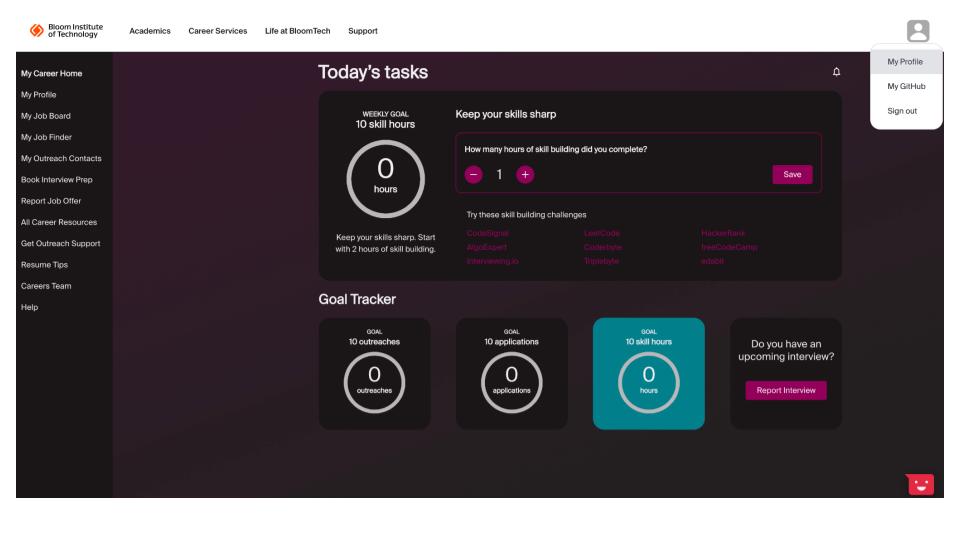 Bloom Institute
of Technology
Academics
Career Services
Life at BloomTech
Support
My Profile
My GitHub
Sign out
My Career Home
My Profile
My Job Board
My Job Finder
My Outreach Contacts
Book Interview Prep
Report Job Offer
All Career Resources
Get Outreach Support
Resume Tips
Careers Team
Help
Today's tasks
WEEKLY GOAL
10 skill hours
0
hours
Keep your skills sharp. Start
with 2 hours of skill building.
Keep your skills sharp
How many hours of skill building did you complete?
− 1 +
Save
Try these skill building challenges
CodeSignal
LeetCode
HackerRank
AlgoExpert
Coderbyte
freeCodeCamp
Interviewing.io
Triplebyte
edabit
Goal Tracker
GOAL
10 outreaches
0
outreaches
GOAL
10 applications
0
applications
GOAL
10 skill hours
0
hours
Do you have an
upcoming interview?
Report Interview